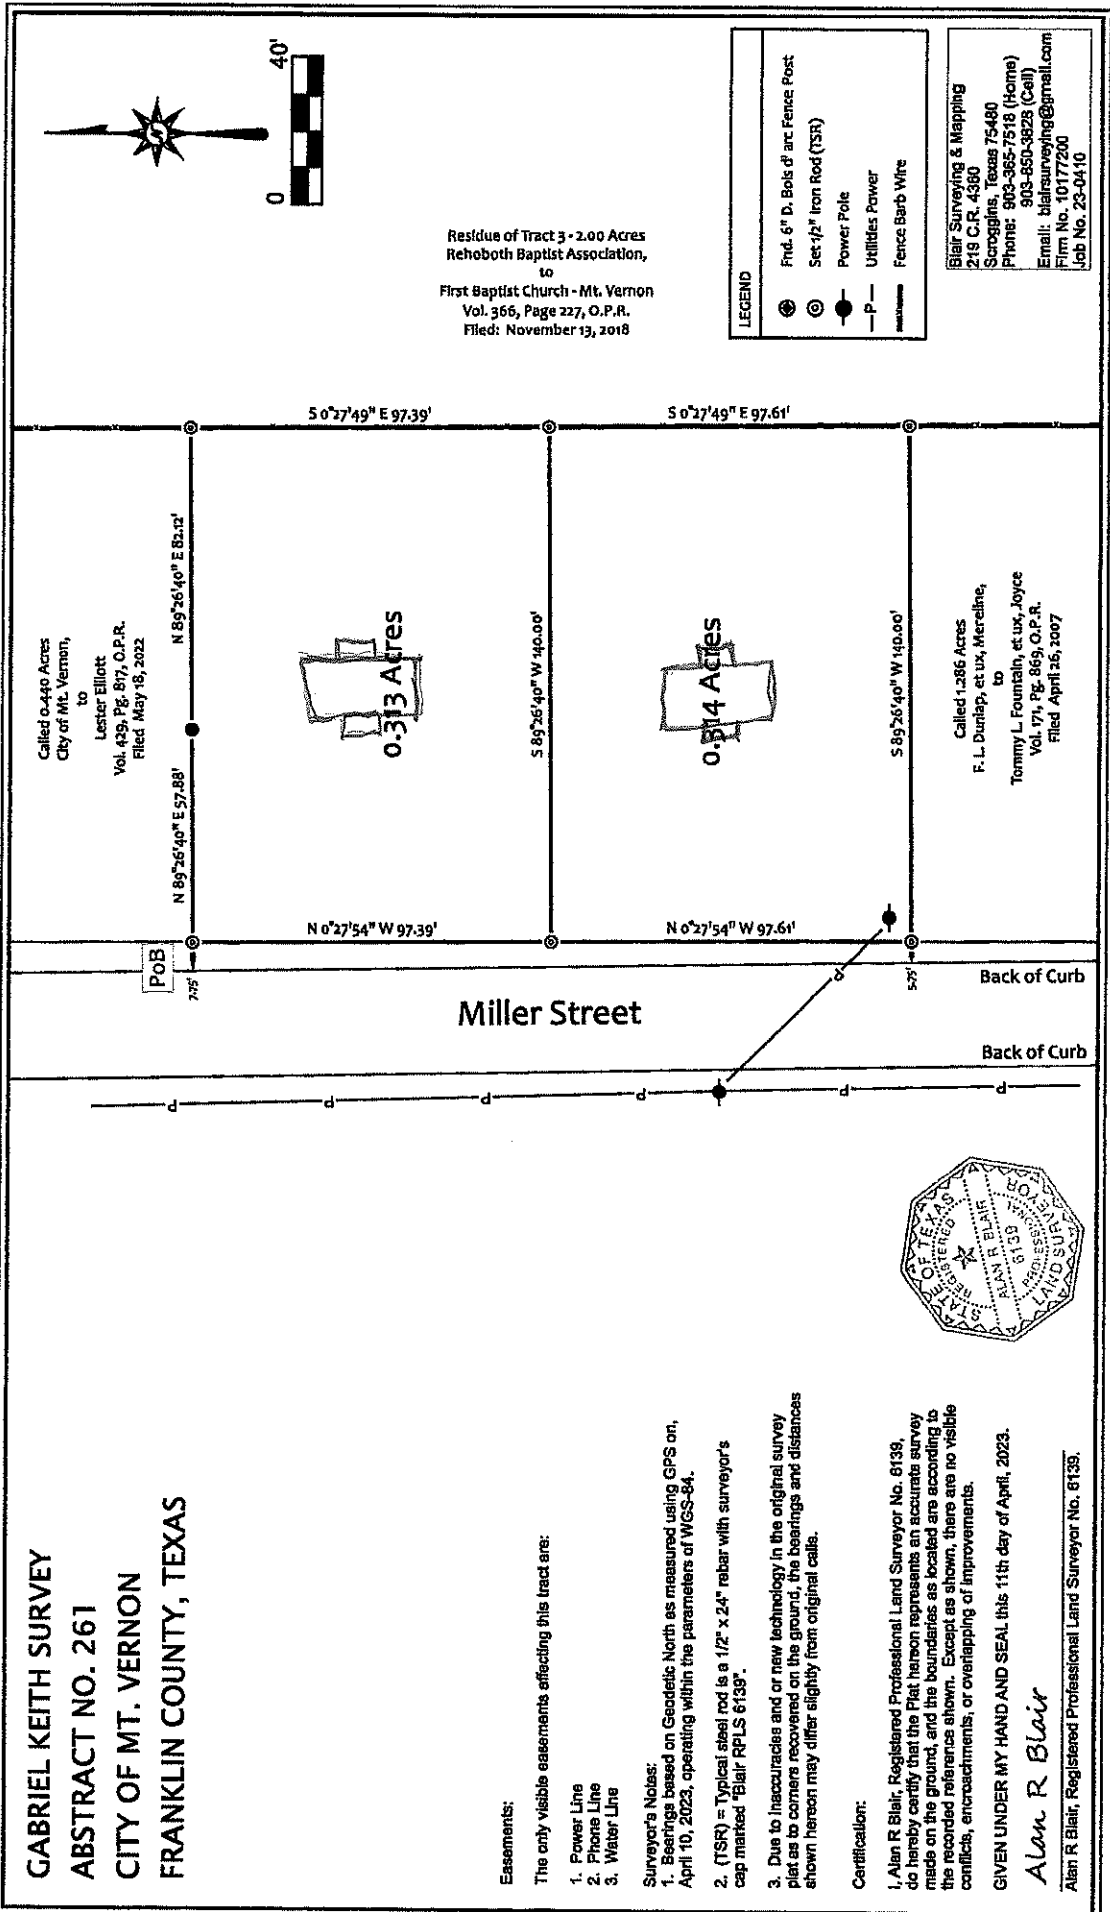 GABRIEL KEITH SURVEY
ABSTRACT NO. 261
CITY OF MT. VERNON
FRANKLIN COUNTY, TEXAS
Easements:
The only visible easements affecting this tract are:
1. Power Line
2. Phone Line
3. Water Line
Surveyor's Notes:
1. Bearings based on Geodetic North as measured using GPS on,
April 10, 2023, operating within the parameters of WGS-84.
2. (TSR) = Typical steel rod is a 1/2" x 24" rebar with surveyor's
cap marked "Blair RPLS 6139".
3. Due to inaccuracies and or new technology in the original survey
plat as to corners recovered on the ground, the bearings and distances
shown hereon may differ slightly from original calls.
Certification:
I, Alan R Blair, Registered Professional Land Surveyor No. 6139,
do hereby certify that the Plat hereon represents an accurate survey
made on the ground, and the boundaries as located are according to
the recorded reference shown. Except as shown, there are no visible
conflicts, encroachments, or overlapping of improvements.
GIVEN UNDER MY HAND AND SEAL this 11th day of April, 2023.
Alan R Blair
Alan R Blair, Registered Professional Land Surveyor No. 6139.
STATE OF TEXAS
REGISTERED
ALAN R BLAIR
6139
PROFESSIONAL
LAND SURVEYOR
P
P
P
P
P
P
P
Back of Curb
Back of Curb
Miller Street
PoB
7.75'
5.75'
Called 0.440 Acres
City of Mt. Vernon,
to
Lester Elliott
Vol. 429, Pg. 817, O.P.R.
Filed May 18, 2022
N 89°26'40" E 57.88'
N 89°26'40" E 82.12'
N 0°27'54" W 97.39'
N 0°27'54" W 97.61'
0.313 Acres
S 89°26'40" W 140.00'
0.314 Acres
S 89°26'40" W 140.00'
S 0°27'49" E 97.39'
S 0°27'49" E 97.61'
Called 1.286 Acres
F. L. Dunlap, et ux, Mereline,
to
Tommy L. Fountain, et ux, Joyce
Vol. 171, Pg. 869, O.P.R.
Filed April 26, 2007
Residue of Tract 3 - 2.00 Acres
Rehoboth Baptist Association,
to
First Baptist Church - Mt. Vernon
Vol. 366, Page 227, O.P.R.
Filed: November 13, 2018
0 40'
LEGEND
Fnd. 6" D. Bois d' arc Fence Post
Set 1/2" Iron Rod (TSR)
Power Pole
P Utilities Power
Fence Barb Wire
Blair Surveying & Mapping
219 C.R. 4360
Scroggins, Texas 75480
Phone: 903-365-7518 (Home)
903-850-3828 (Cell)
Email: blairsurveying@gmail.com
Firm No. 10177200
Job No. 23-0410